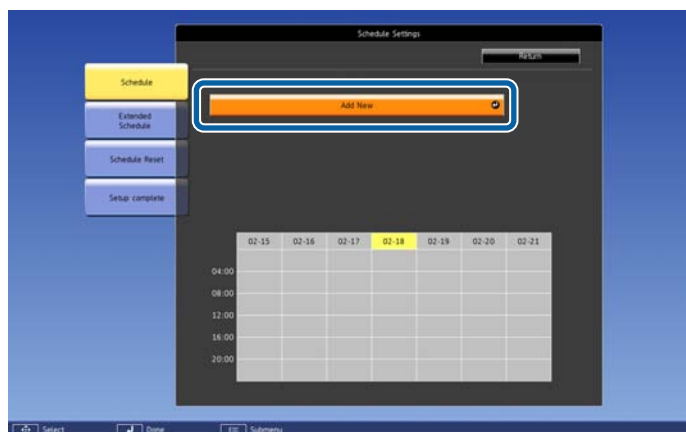 Schedule Settings
Return
Schedule
Add New
Extended
Schedule
Schedule Reset
Setup complete
02-15 02-16 02-17 02-18 02-19 02-20 02-21
04:00
08:00
12:00
16:00
20:00
Select Done Submenu